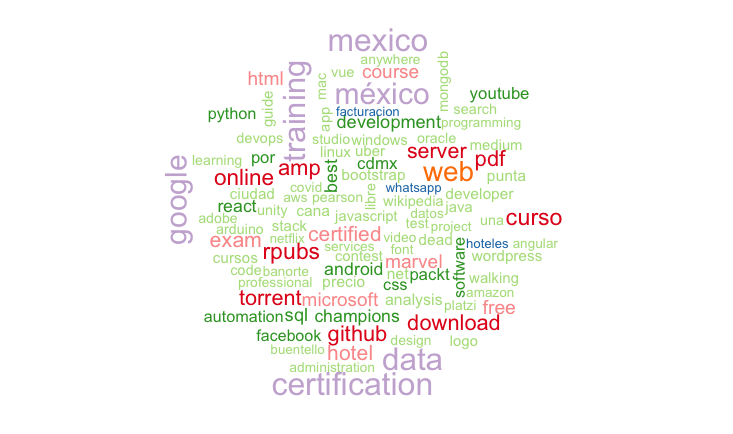 mexico
anywhere
vue
course
html
training
mac
mongodb
méxico
youtube
guide
search
python
app
facturacion
development
programming
devops
studio
windows
oracle
medium
linux
uber
server
pdf
learning
por
best
cdmx
google
online
amp
bootstrap
web
punta
covid
whatsapp
ciudad
aws
pearson
libre
wikipedia
developer
react
unity
cana
javascript
datos
java
adobe
test
project
una
curso
arduino
stack
certified
video
dead
software
hoteles
angular
exam
netflix
services
font
rpubs
contest
marvel
wordpress
cursos
code
banorte
android
net
packt
walking
professional
precio
css
amazon
torrent
microsoft
analysis
platzi
free
automation
sql
champions
download
facebook
github
design
logo
buentello
hotel
data
administration
certification